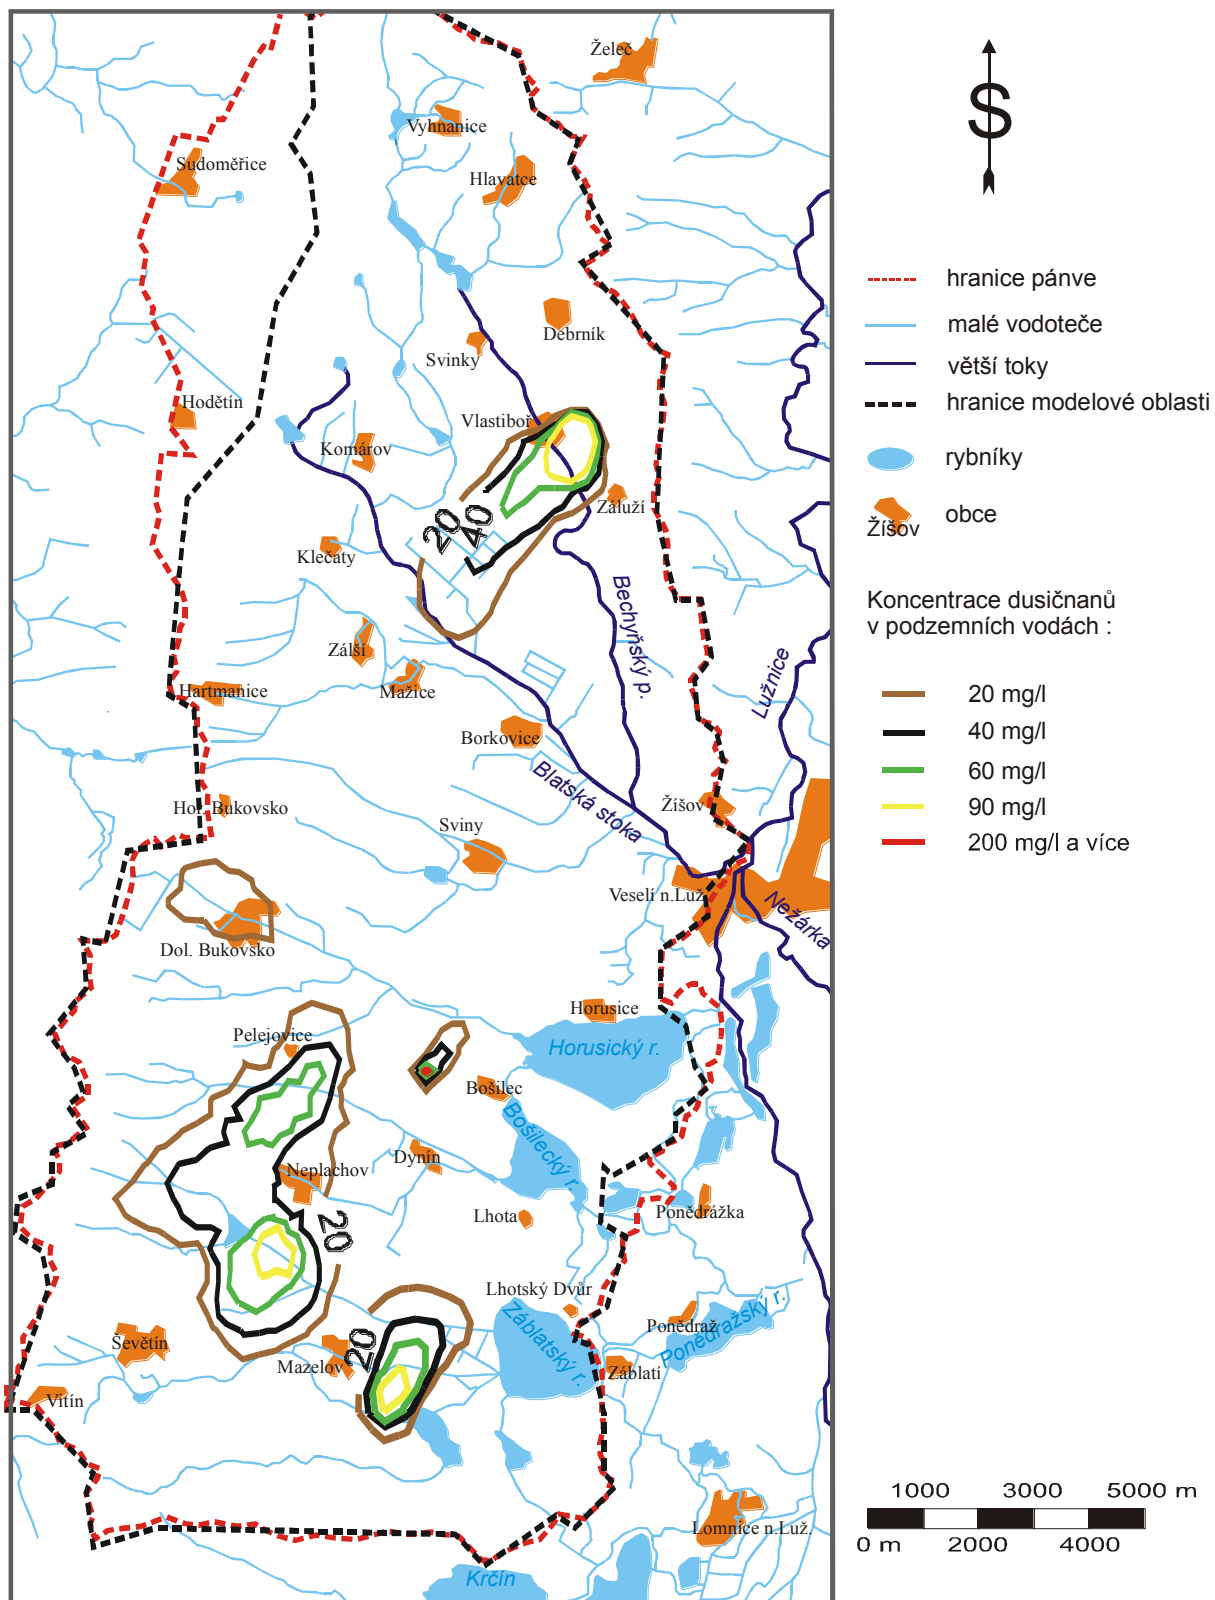 Želeč
Vyhnanice
Sudoměřice
Hlavatce
Debrník
Svinky
Hodětín
Vlastiboř
Komárov
Záluží
20
40
Klečaty
Bechyňský p.
Zálší
Hartmanice
Mažice
Lužnice
Borkovice
Blatská stoka
Hor. Bukovsko
Žíšov
Sviny
Veselí n.Luž.
Nežárka
Dol. Bukovsko
Horusice
Pelejovice
Horusický r.
Bošilec
Bošilecký r.
Dynín
Neplachov
Ponědrážka
Lhota
20
Lhotský Dvůr
Záblatský r.
Ponědraž
Ponědražský r.
Ševětín
20
Mazelov
Záblatí
Vitín
Lomnice n.Luž.
Krčín
S
hranice pánve
malé vodoteče
větší toky
hranice modelové oblasti
rybníky
obce
Žíšov
Koncentrace dusičnanů
v podzemních vodách :
20 mg/l
40 mg/l
60 mg/l
90 mg/l
200 mg/l a více
1000 3000 5000 m
0 m 2000 4000